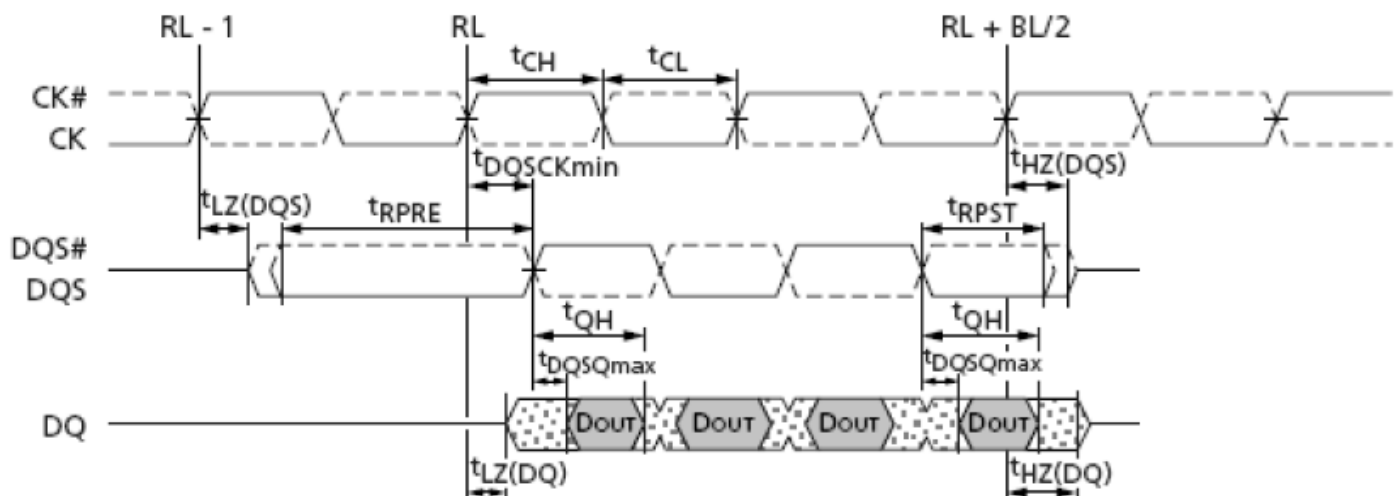 RL - 1 RL RL + BL/2
tCH tCL
CK#
CK
tDQSCKmin tHZ(DQS)
tLZ(DQS) tRPRE tRPST
DQS#
DQS
tQH tQH
tDQSQmax tDQSQmax
DQ DOUT DOUT DOUT DOUT
tLZ(DQ) tHZ(DQ)